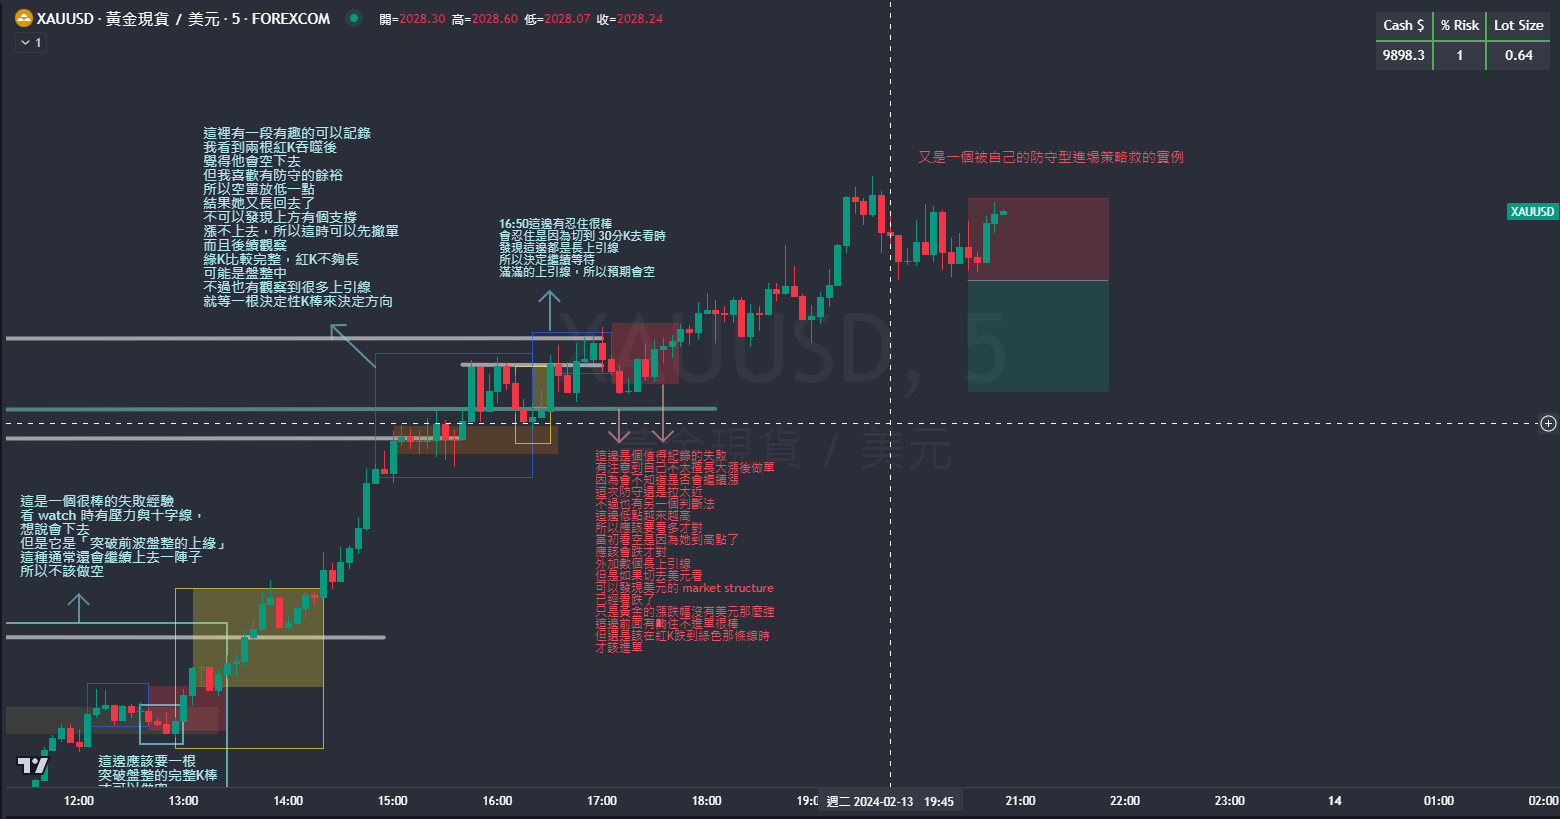 XAUUSD · 黃金現貨 / 美元 · 5 · FOREXCOM 開=2028.30 高=2028.60 低=2028.07 收=2028.24
1
Cash $ % Risk Lot Size
9898.3 1 0.64
這裡有一段有趣的可以記錄
我看到兩根紅K吞噬後
覺得他會空下去
但我喜歡有防守的餘裕
所以空單放低一點
結果她又長回去了
不可以發現上方有個支撐
漲不上去，所以這時可以先撤單
而且後續觀察
綠K比較完整，紅K不夠長
可能是盤整中
不過也有觀察到很多上引線
就等一根決定性K棒來決定方向
16:50這邊有忍住很棒
會忍住是因為切到 30分K去看時
發現這邊都是長上引線
所以決定繼續等待
滿滿的上引線，所以預期會空
又是一個被自己的防守型進場策略救的實例
XAUUSD
XAUUSD, 5
黃金現貨 / 美元
這邊是個值得紀錄的失敗
有注意到自己不太擅長大漲後做單
因為會不知道是否會繼續漲
這次防守還是拉太近
不過也有另一個判斷法
這邊低點越來越高
所以應該要看多才對
當初看空是因為她到高點了
應該會跌才對
外加數個長上引線
但是如果切去美元看
可以發現美元的 market structure
已經看跌了
只是黃金的漲跌幅沒有美元那麼強
這邊前面有忍住不進單很棒
但還是該在紅K跌到綠色那條線時
才該進單
這是一個很棒的失敗經驗
看 watch 時有壓力與十字線，
想說會下去
但是它是「突破前波盤整的上緣」
這種通常還會繼續上去一陣子
所以不該做空
這邊應該要一根
突破盤整的完整K棒
才可以做空
12:00 13:00 14:00 15:00 16:00 17:00 18:00 19:0 週二 2024-02-13 19:45 21:00 22:00 23:00 14 01:00 02:00